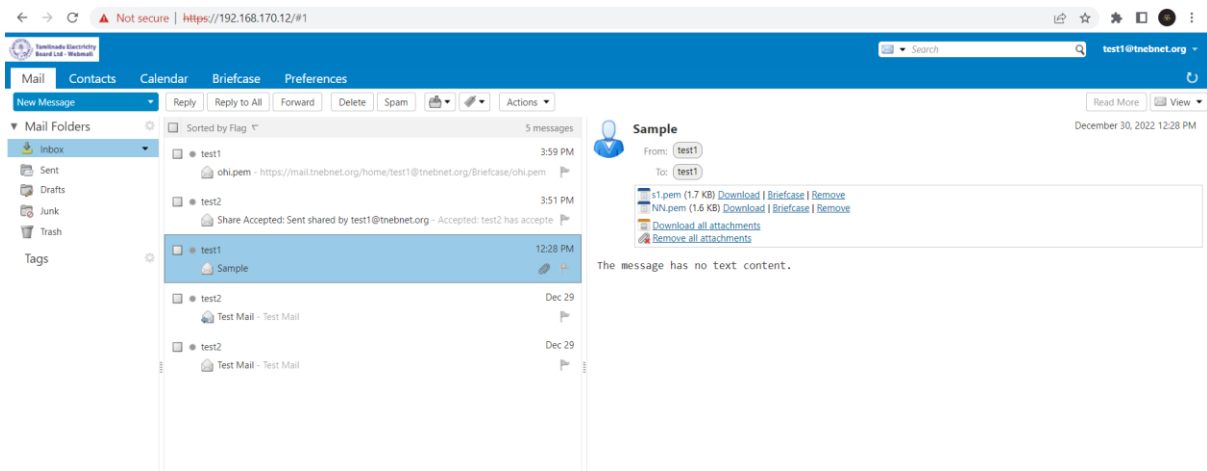 Not secure | https://192.168.170.12/#1
Tamilnadu Electricity
Board Ltd - Webmail
Search
test1@tnebnet.org
Mail Contacts Calendar Briefcase Preferences
New Message
Reply Reply to All Forward Delete Spam Actions Read More View
Mail Folders
Inbox
Sent
Drafts
Junk
Trash
Tags
Sorted by Flag 5 messages
test1 3:59 PM
ohi.pem - https://mail.tnebnet.org/home/test1@tnebnet.org/Briefcase/ohi.pem
test2 3:51 PM
Share Accepted: Sent shared by test1@tnebnet.org - Accepted: test2 has accepte
test1 12:28 PM
Sample
test2 Dec 29
Test Mail - Test Mail
test2 Dec 29
Test Mail - Test Mail
Sample December 30, 2022 12:28 PM
From: test1
To: test1
s1.pem (1.7 KB) Download | Briefcase | Remove
NN.pem (1.6 KB) Download | Briefcase | Remove
Download all attachments
Remove all attachments
The message has no text content.